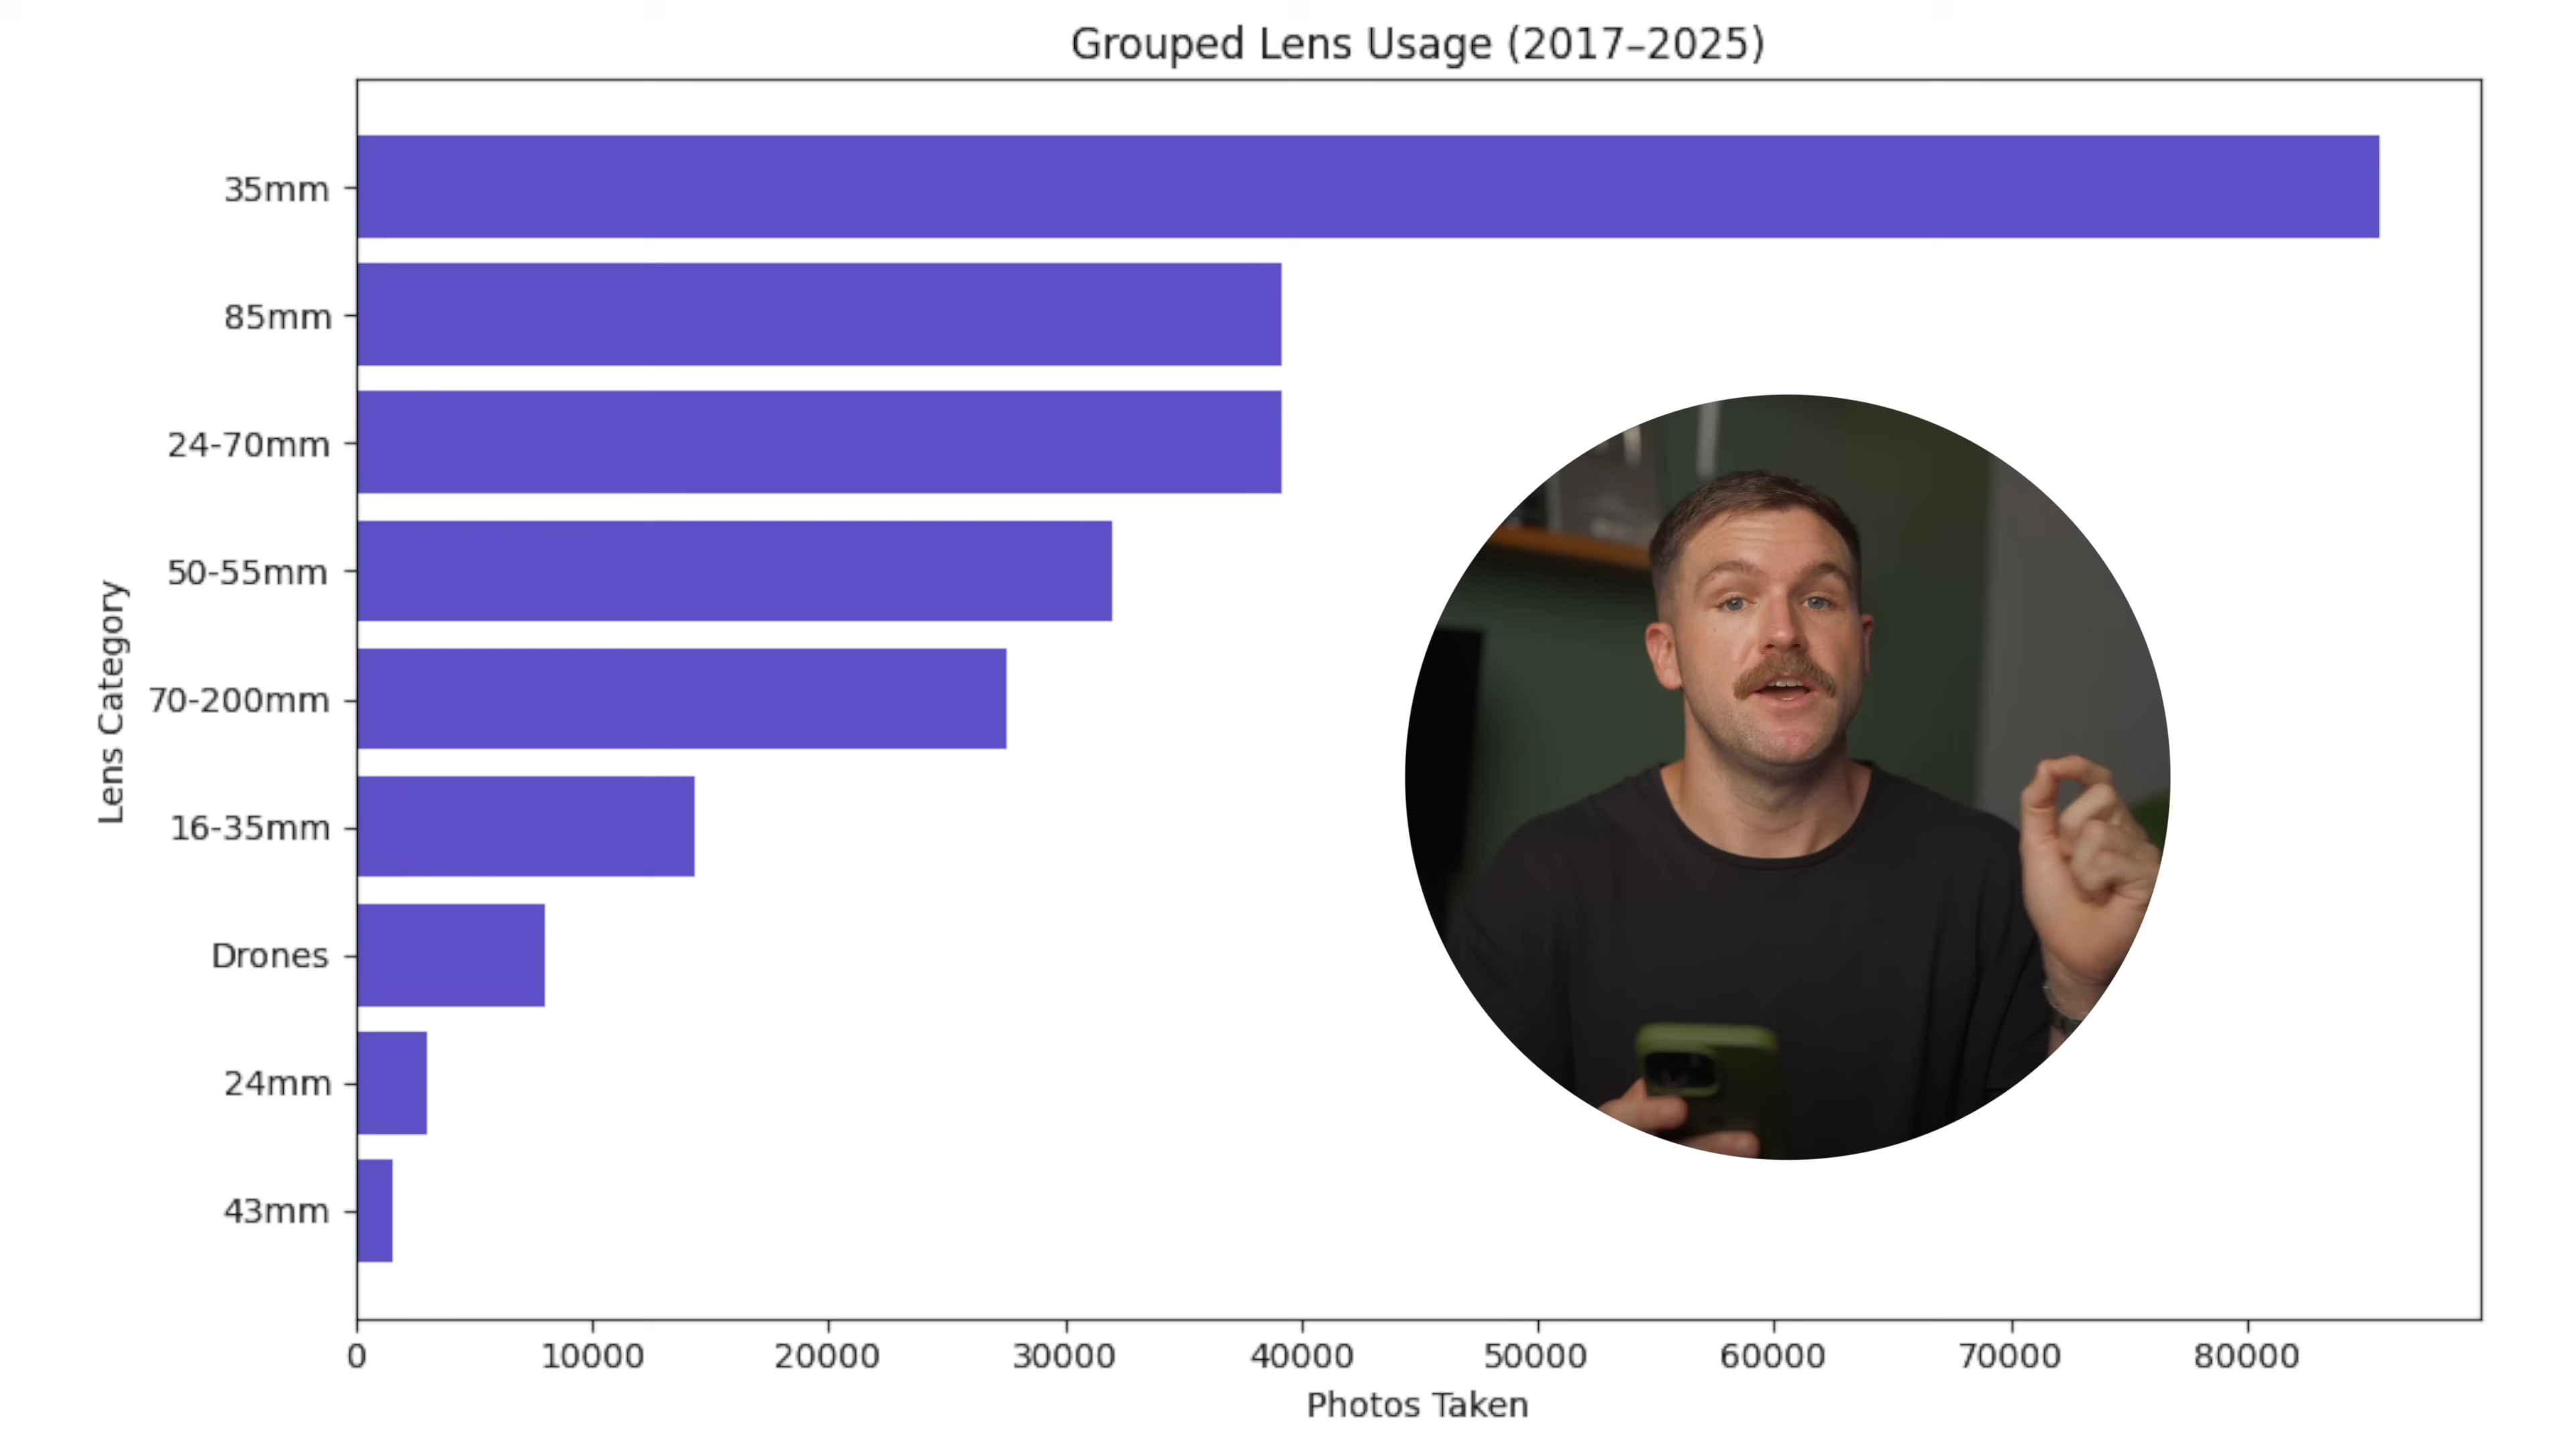 Grouped Lens Usage (2017–2025)
35mm
85mm
24-70mm
50-55mm
70-200mm
16-35mm
Drones
24mm
43mm
Lens Category
0 10000 20000 30000 40000 50000 60000 70000 80000
Photos Taken